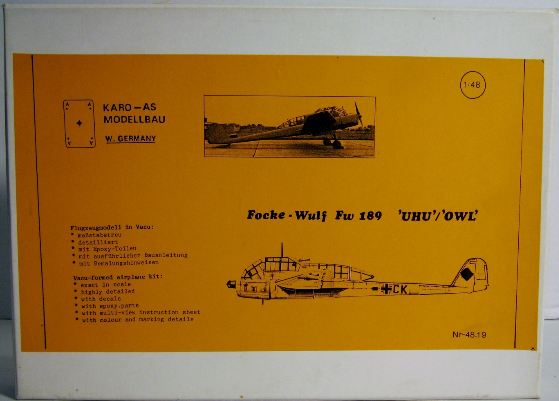 1·48
A A
KARO-AS
MODELLBAU
W. GERMANY
A A
Focke-Wulf Fw 189 'UHU'/'OWL'
Flugzeugmodell in Vacu:
* maßstabstreu
* detailliert
* mit Epoxy-Teilen
* mit ausführlicher Bauanleitung
* mit Bemalungshinweisen
Vacu-formed airplane kit:
* exact in scale
* highly detailed
* with decals
* with epoxy.parts
* with multi-view instruction sheet
* with colour and marking details
CK
Nr-48.19